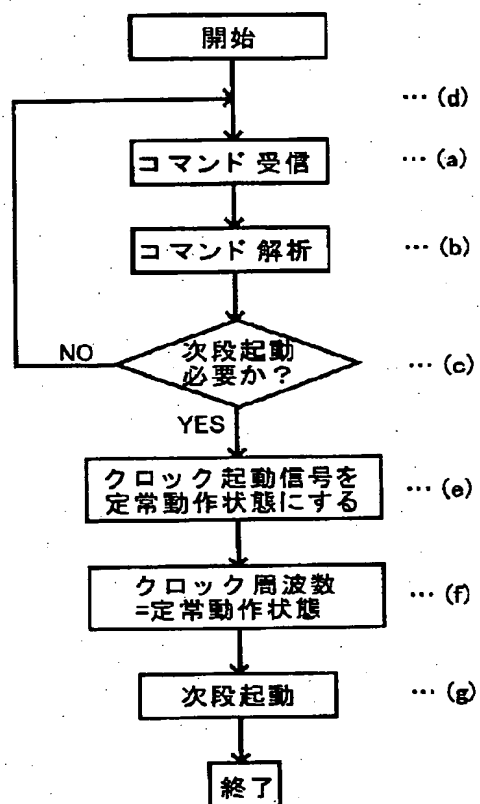 開始
… (d)
コマンド 受信
… (a)
コマンド 解析
… (b)
次段起動
必要か？
… (c)
NO
YES
クロック起動信号を
定常動作状態にする
… (e)
クロック周波数
=定常動作状態
… (f)
次段起動
… (g)
終了